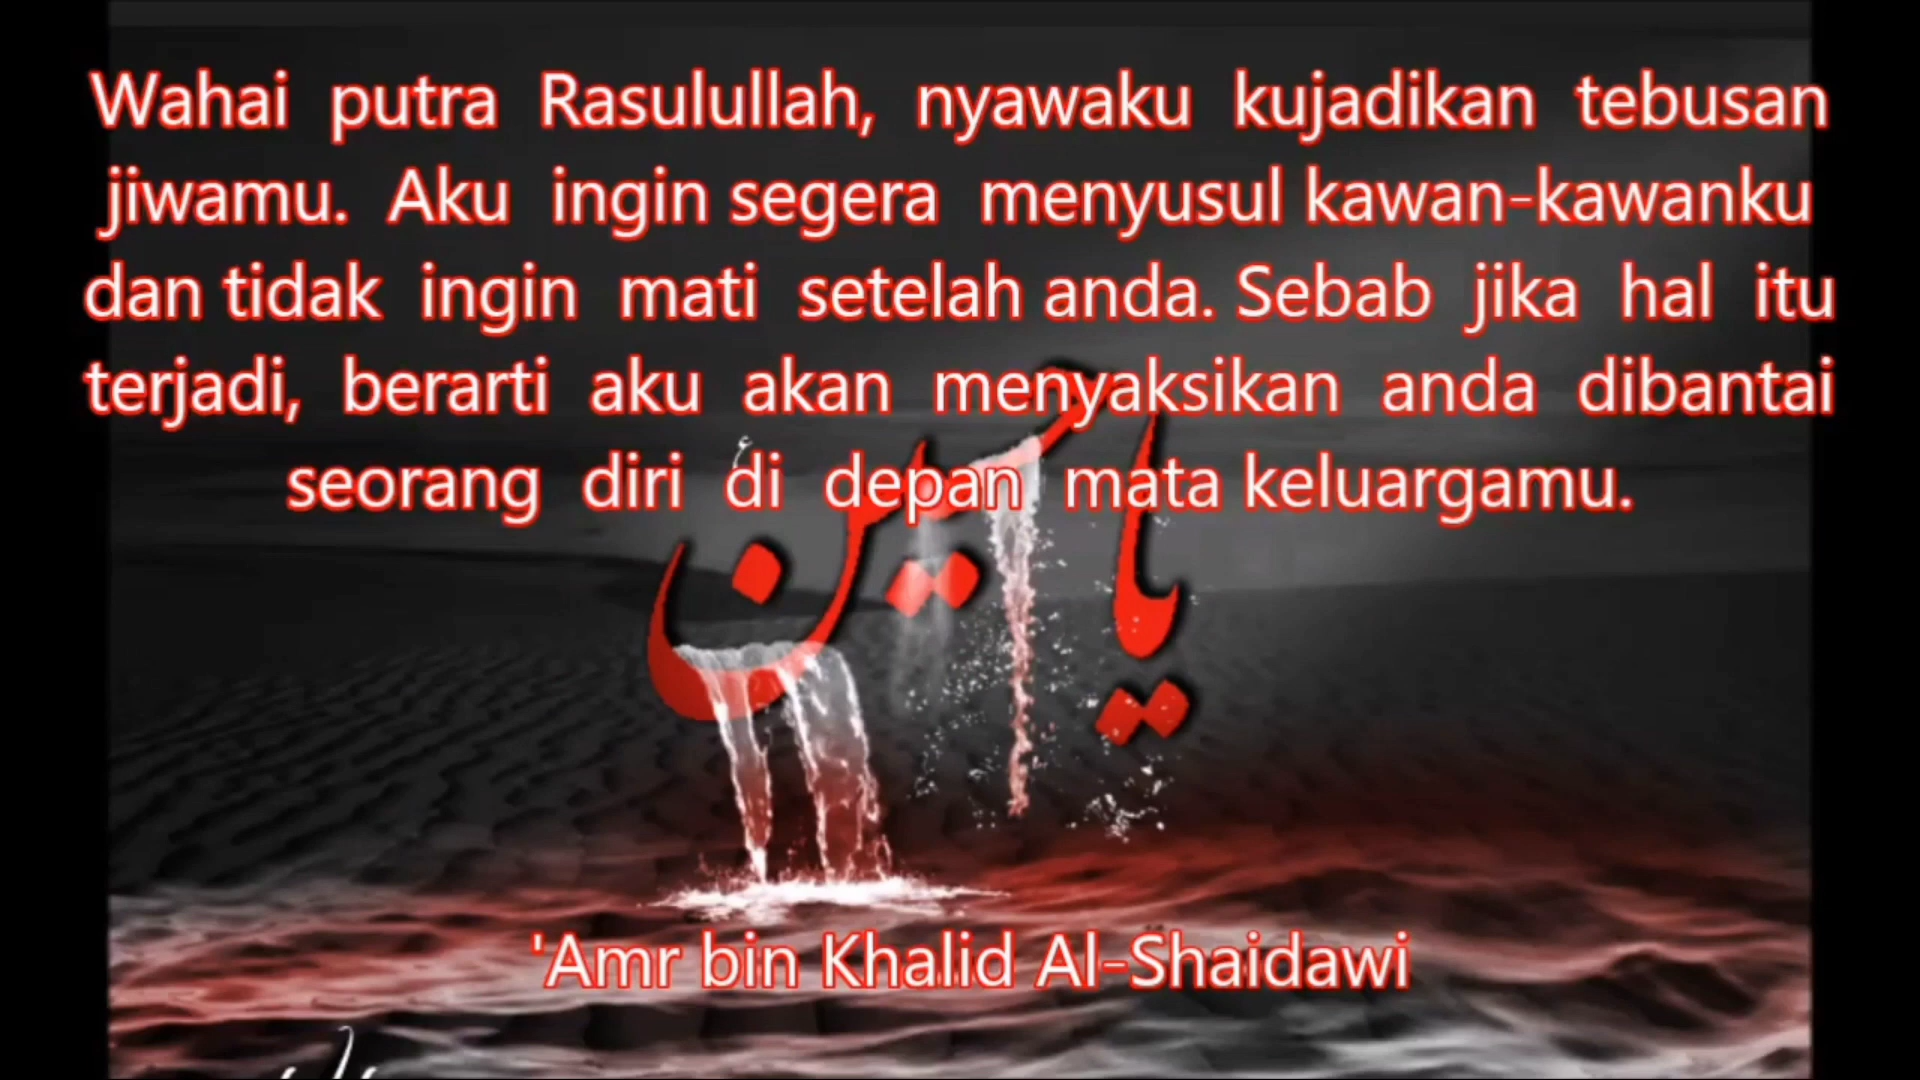 Wahai putra Rasulullah, nyawaku kujadikan tebusan
jiwamu. Aku ingin segera menyusul kawan-kawanku
dan tidak ingin mati setelah anda. Sebab jika hal itu
terjadi, berarti aku akan menyaksikan anda dibantai
seorang diri di depan mata keluargamu.
يا حسين
'Amr bin Khalid Al-Shaidawi